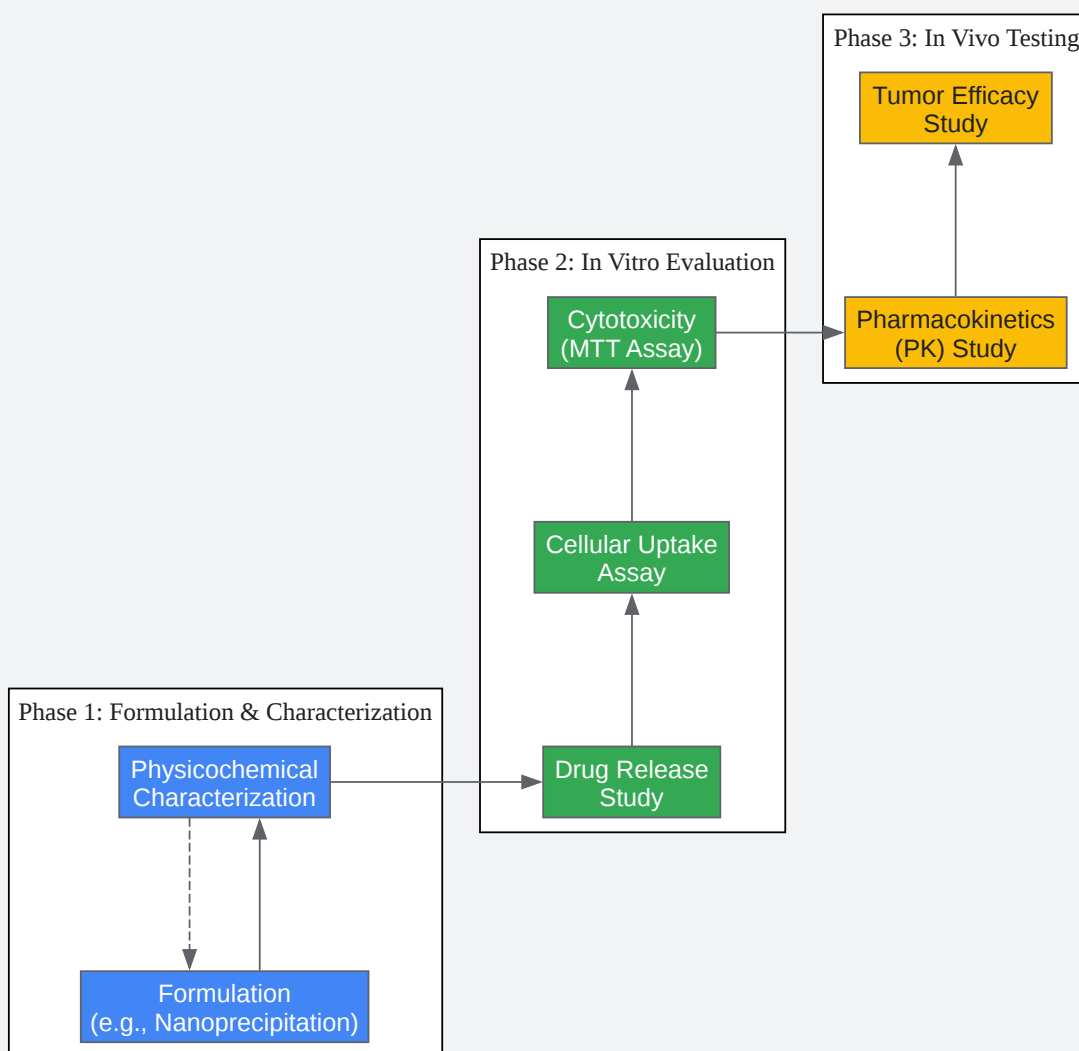 Phase 3: In Vivo Testing
Tumor Efficacy
Study
Pharmacokinetics
(PK) Study
Phase 2: In Vitro Evaluation
Cytotoxicity
(MTT Assay)
Cellular Uptake
Assay
Drug Release
Study
Phase 1: Formulation & Characterization
Physicochemical
Characterization
Formulation
(e.g., Nanoprecipitation)